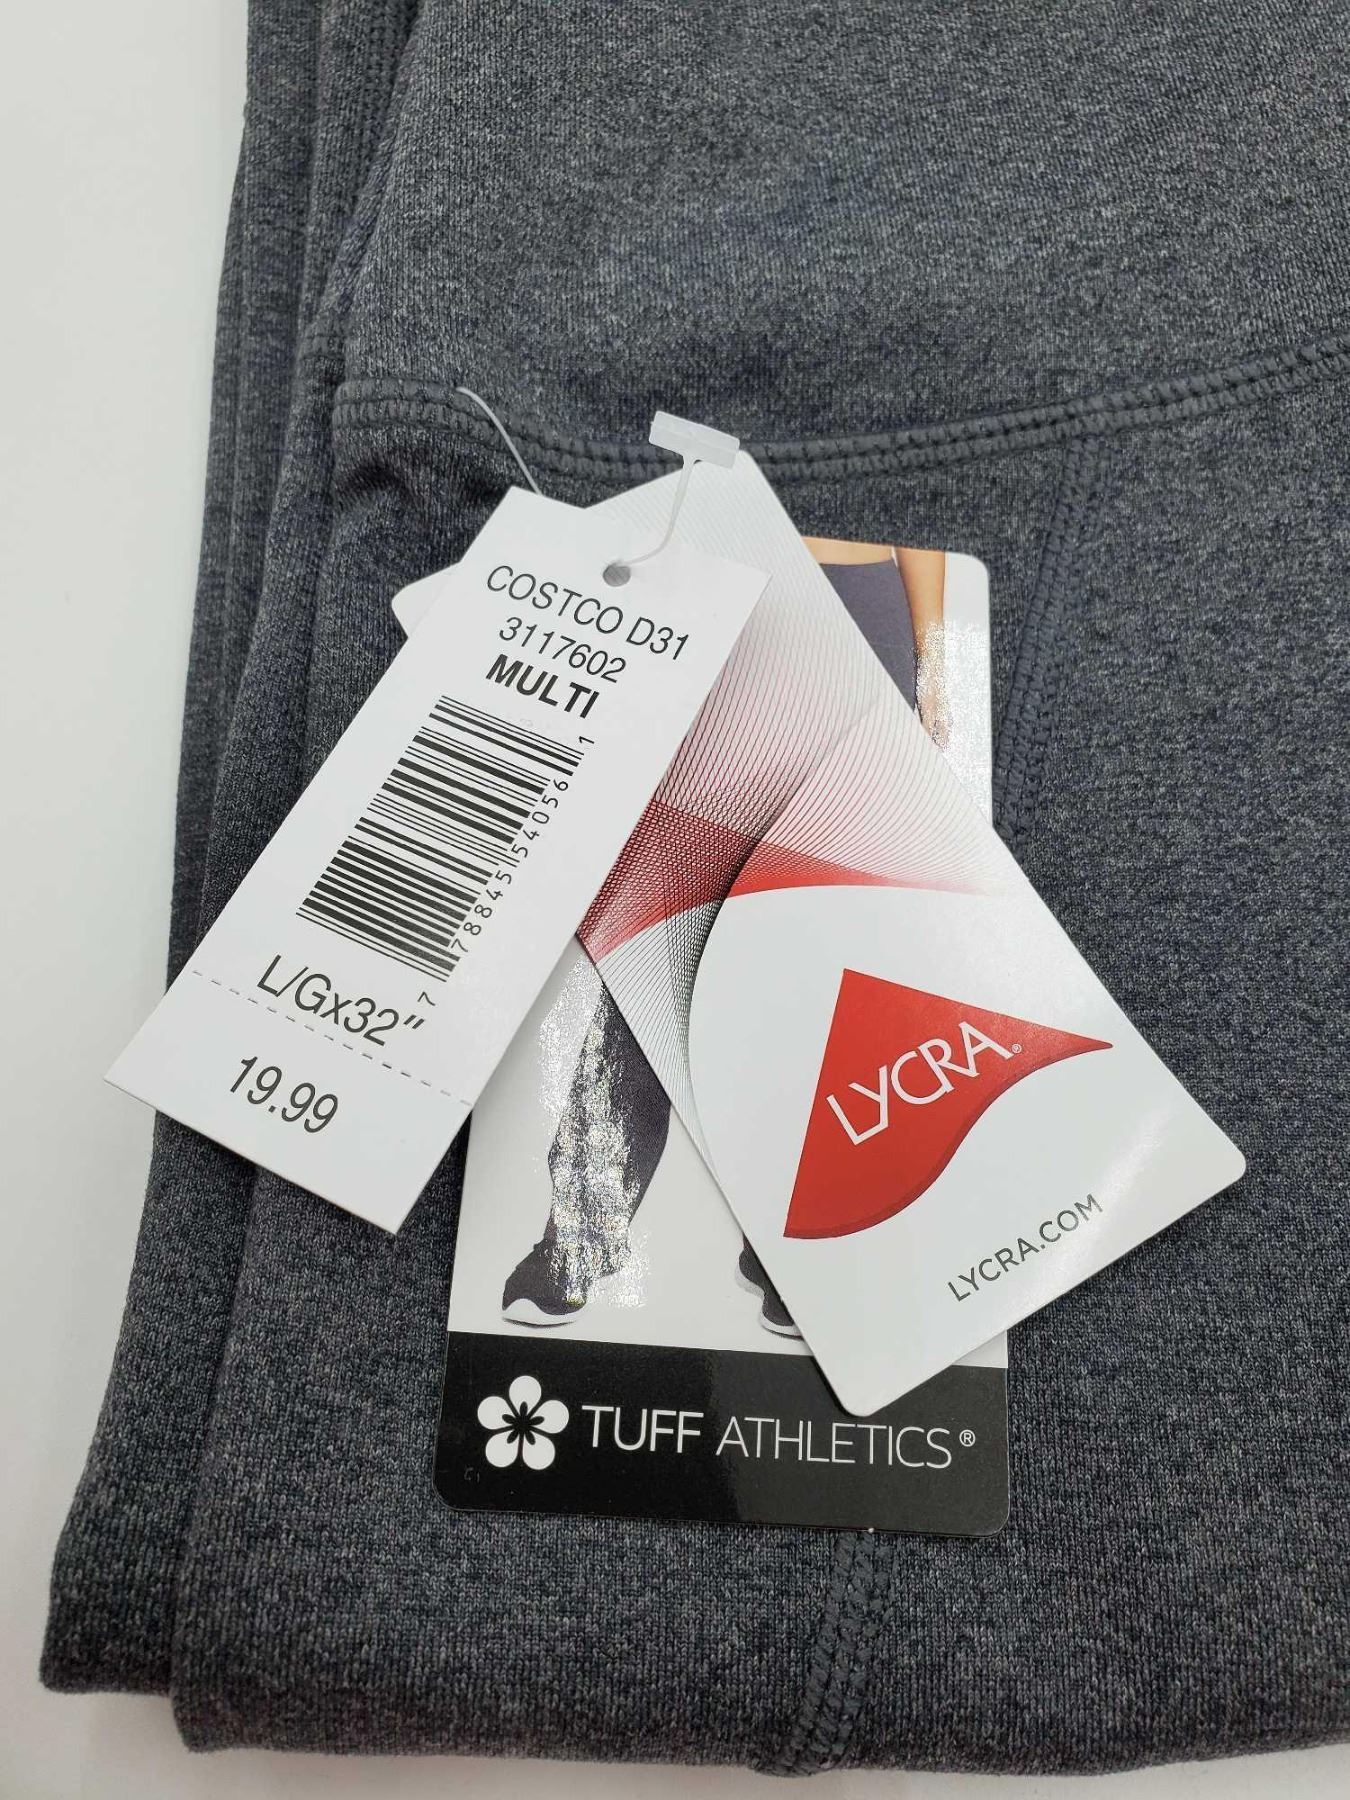 COSTCO D31
3117602
MULTI
7 78845 54056 1
L/Gx32"
19.99
LYCRA®
LYCRA.COM
TUFF ATHLETICS®